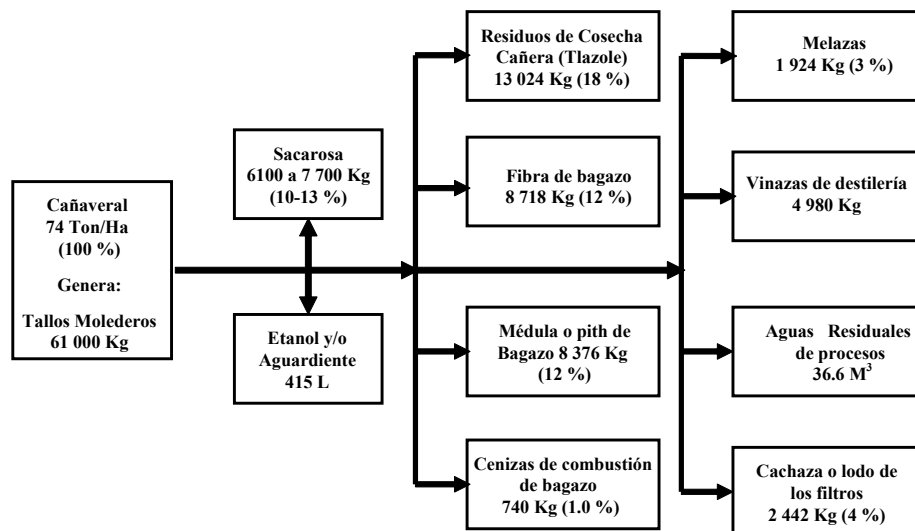 Cañaveral
74 Ton/Ha
(100 %)
Genera:
Tallos Molederos
61 000 Kg
Sacarosa
6100 a 7 700 Kg
(10-13 %)
Etanol y/o
Aguardiente
415 L
Residuos de Cosecha
Cañera (Tlazole)
13 024 Kg (18 %)
Fibra de bagazo
8 718 Kg (12 %)
Médula o pith de
Bagazo 8 376 Kg
(12 %)
Cenizas de combustión
de bagazo
740 Kg (1.0 %)
Melazas
1 924 Kg (3 %)
Vinazas de destilería
4 980 Kg
Aguas Residuales
de procesos
36.6 M³
Cachaza o lodo de
los filtros
2 442 Kg (4 %)